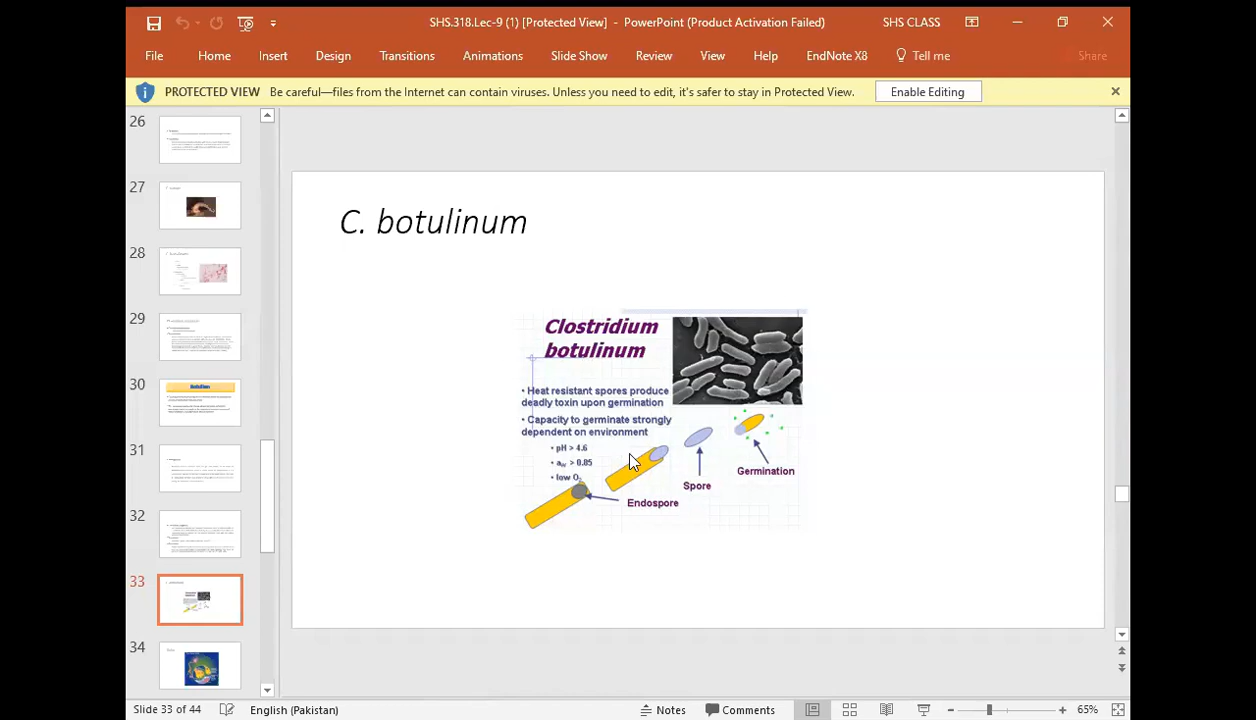 SHS.318.Lec-9 (1) [Protected View] - PowerPoint (Product Activation Failed)
SHS CLASS
File Home Insert Design Transitions Animations Slide Show Review View Help EndNote X8 Tell me Share
PROTECTED VIEW Be careful—files from the Internet can contain viruses. Unless you need to edit, it's safer to stay in Protected View. Enable Editing
26
27
28
29
30
31
32
33
34
C. botulinum
Clostridium
botulinum
• Heat resistant spores produce
deadly toxin upon germination
• Capacity to germinate strongly
dependent on environment
• pH > 4.6
• aw > 0.85
• low O2
Endospore
Spore
Germination
Slide 33 of 44 English (Pakistan) Notes Comments 65%